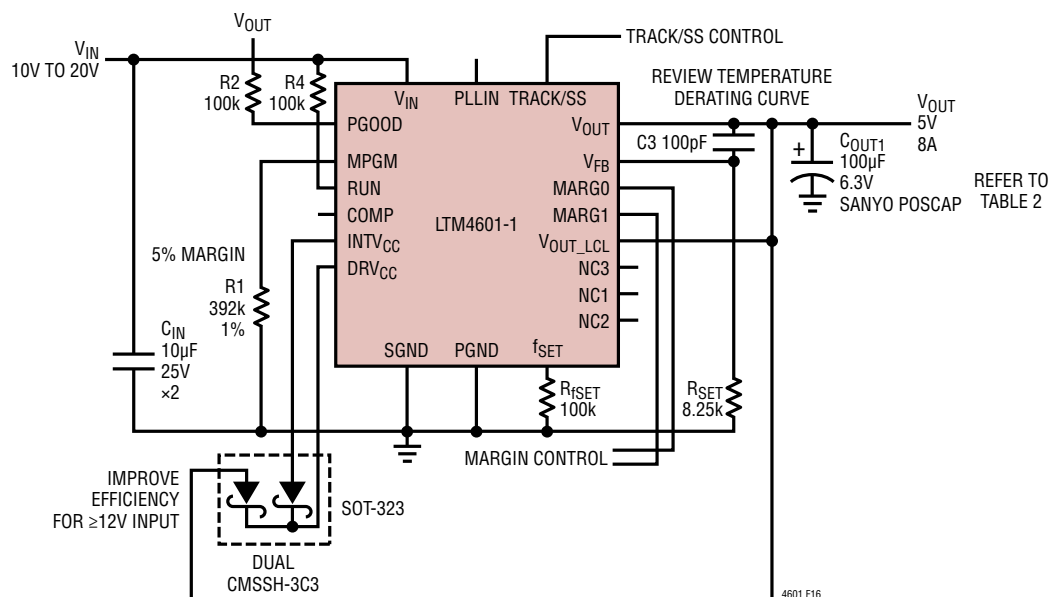 VOUT
VIN
10V TO 20V
R2
100k
R4
100k
TRACK/SS CONTROL
REVIEW TEMPERATURE
DERATING CURVE
VIN
PLLIN
TRACK/SS
PGOOD
MPGM
RUN
COMP
INTVCC
DRVCC
LTM4601-1
VOUT
VFB
MARG0
MARG1
VOUT_LCL
NC3
NC1
NC2
SGND
PGND
fSET
C3 100pF
VOUT
5V
8A
+
COUT1
100µF
6.3V
SANYO POSCAP
REFER TO
TABLE 2
5% MARGIN
R1
392k
1%
CIN
10µF
25V
×2
RfSET
100k
RSET
8.25k
MARGIN CONTROL
IMPROVE
EFFICIENCY
FOR ≥12V INPUT
SOT-323
DUAL
CMSSH-3C3
4601 F16